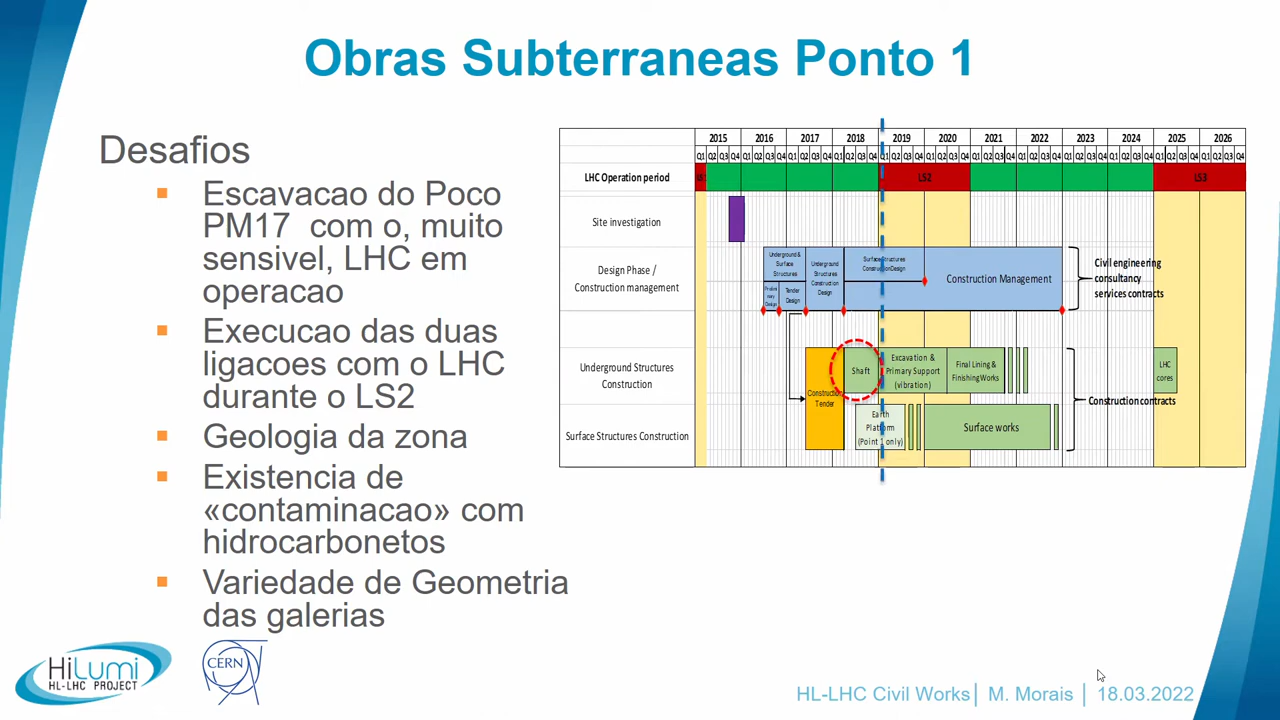 Obras Subterraneas Ponto 1
Desafios
Escavacao do Poco
PM17 com o, muito
sensivel, LHC em
operacao
Execucao das duas
ligacoes com o LHC
durante o LS2
Geologia da zona
Existencia de
«contaminacao» com
hidrocarbonetos
Variedade de Geometria
das galerias
2015 2016 2017 2018 2019 2020 2021 2022 2023 2024 2025 2026
Q1 Q2 Q3 Q4 Q1 Q2 Q3 Q4 Q1 Q2 Q3 Q4 Q1 Q2 Q3 Q4 Q1 Q2 Q3 Q4 Q1 Q2 Q3 Q4 Q1 Q2 Q3 Q4 Q1 Q2 Q3 Q4 Q1 Q2 Q3 Q4 Q1 Q2 Q3 Q4 Q1 Q2 Q3 Q4 Q1 Q2 Q3 Q4
LHC Operation period
LS2
LS3
Site investigation
Design Phase /
Construction management
Underground &
Surface
Structures
Tender
Design
Underground
Structures
Construction
Design
Surface Structures
Construction Design
Construction Management
Civil engineering
consultancy
services contracts
Underground Structures
Construction
Construction
Tender
Shaft
Excavation &
Primary Support
(vibration)
Final Lining &
Finishing Works
LHC
cores
Construction contracts
Surface Structures Construction
Earth
Platform
(Point 1 only)
Surface works
HiLumi
HL-LHC PROJECT
CERN
HL-LHC Civil Works│ M. Morais │ 18.03.2022